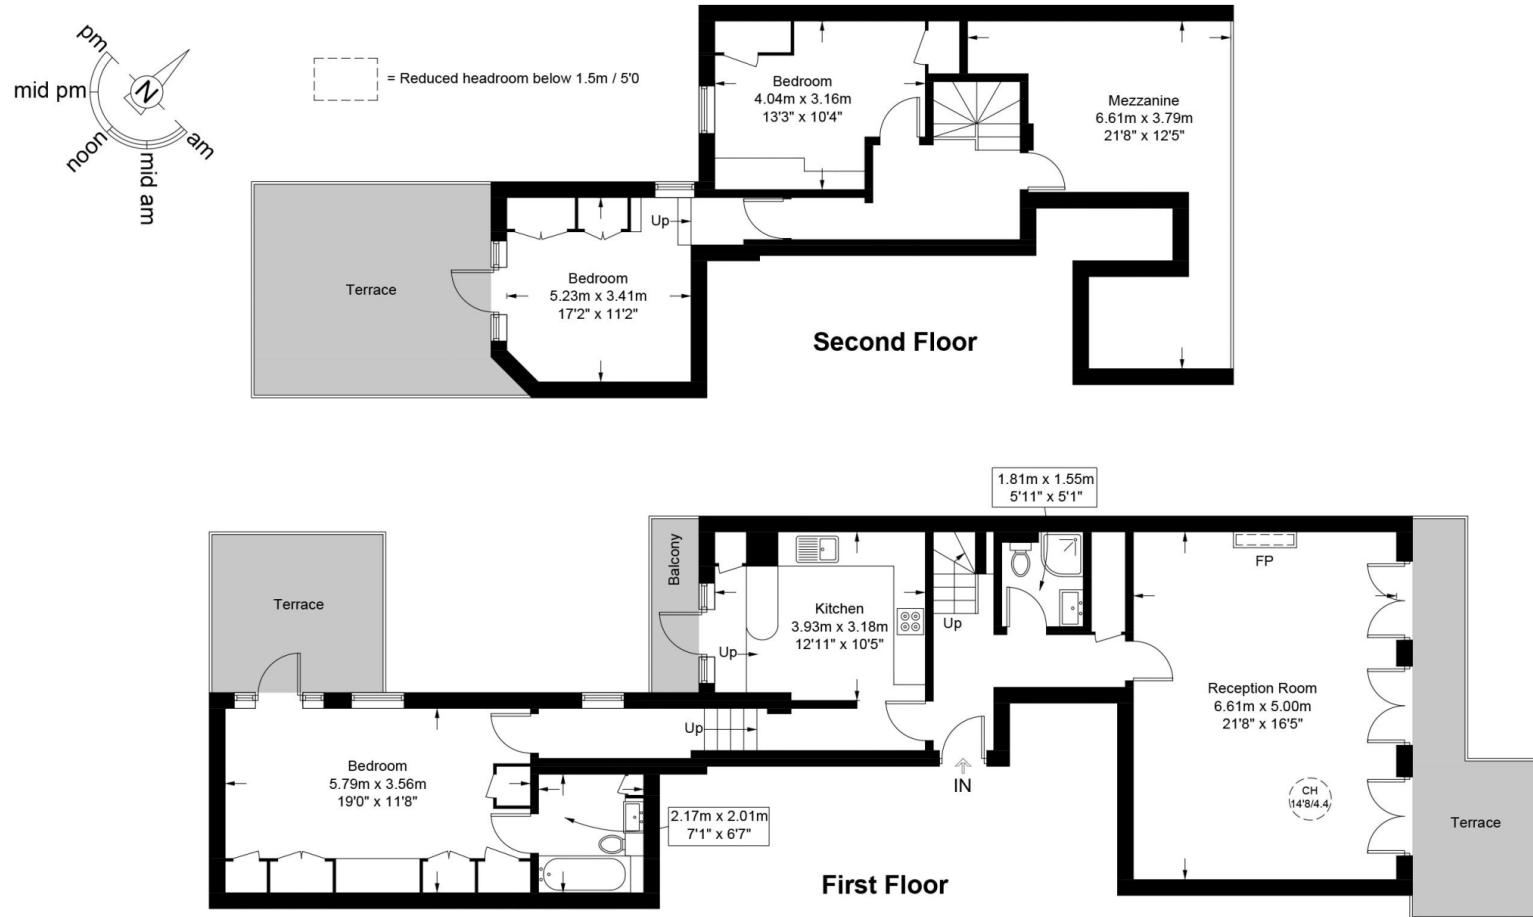 pm
mid pm
noon
mid am
am
N
= Reduced headroom below 1.5m / 5'0
Bedroom
4.04m x 3.16m
13'3" x 10'4"
Mezzanine
6.61m x 3.79m
21'8" x 12'5"
Up
Terrace
Bedroom
5.23m x 3.41m
17'2" x 11'2"
Second Floor
1.81m x 1.55m
5'11" x 5'1"
Balcony
Terrace
Kitchen
3.93m x 3.18m
12'11" x 10'5"
Up
Up
FP
Reception Room
6.61m x 5.00m
21'8" x 16'5"
Up
Bedroom
5.79m x 3.56m
19'0" x 11'8"
IN
2.17m x 2.01m
7'1" x 6'7"
CH
14'8/4.4
Terrace
First Floor